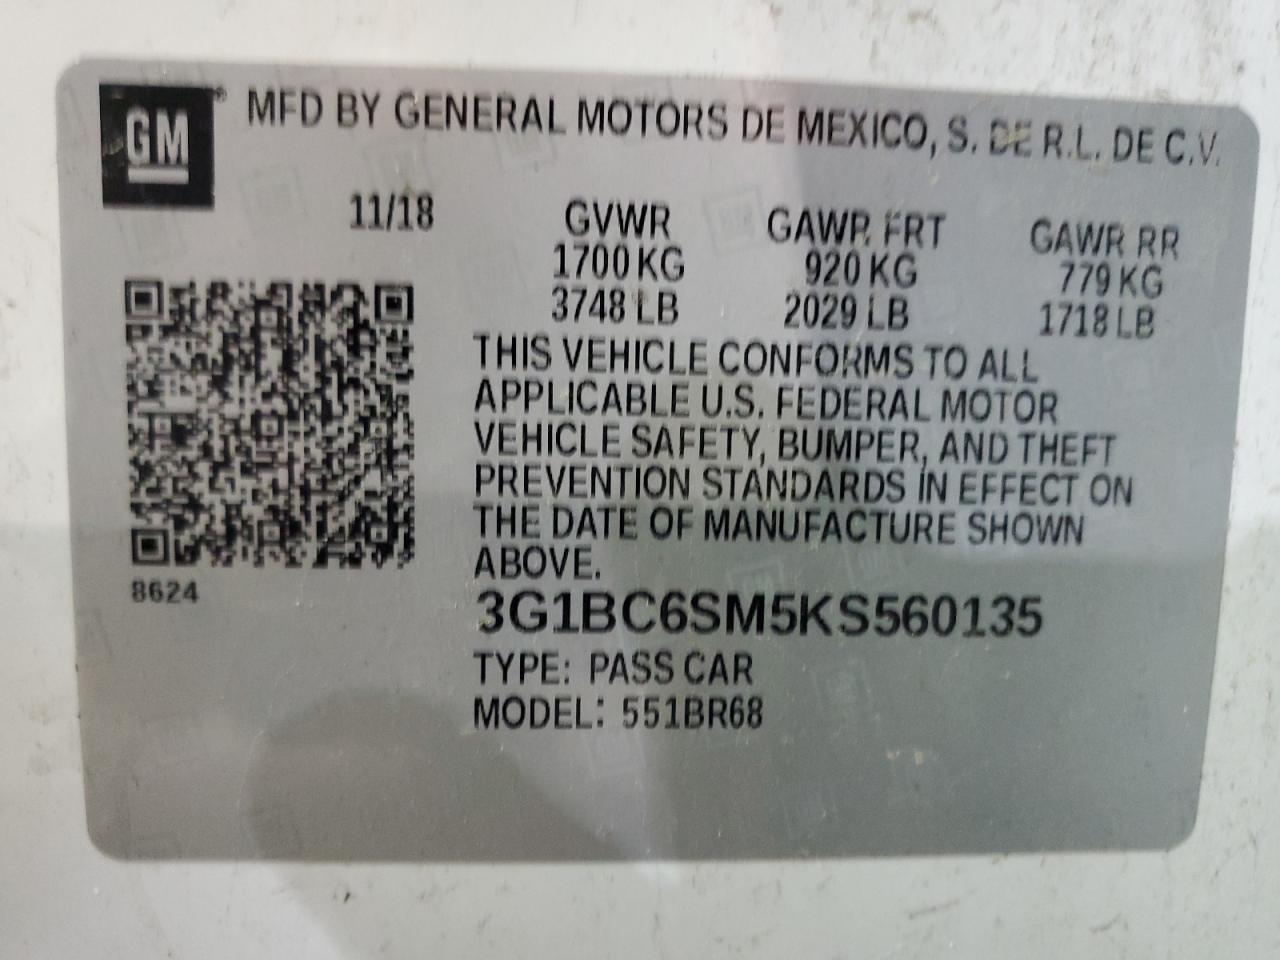 GM® MFD BY GENERAL MOTORS DE MEXICO, S. DE R.L. DE C.V.
11/18 GVWR GAWR FRT GAWR RR
1700 KG 920 KG 779 KG
3748 LB 2029 LB 1718 LB
THIS VEHICLE CONFORMS TO ALL
APPLICABLE U.S. FEDERAL MOTOR
VEHICLE SAFETY, BUMPER, AND THEFT
PREVENTION STANDARDS IN EFFECT ON
THE DATE OF MANUFACTURE SHOWN
ABOVE.
8624
3G1BC6SM5KS560135
TYPE: PASS CAR
MODEL: 551BR68